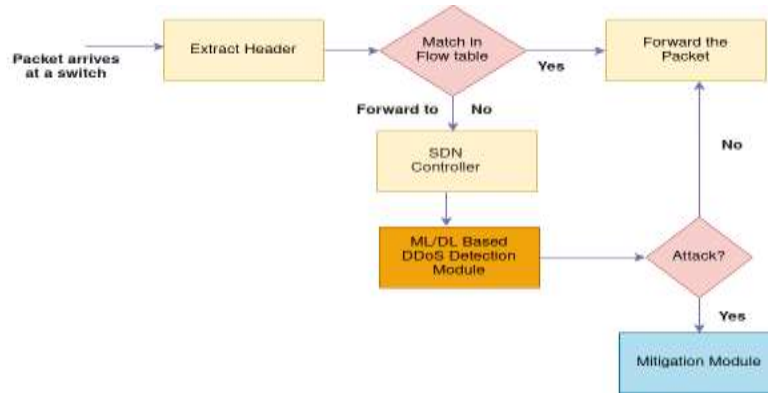 Packet arrives
at a switch
Extract Header
Match In
Flow table
Yes
Forward the
Packet
Forward to
No
SDN
Controller
ML/DL Based
DDoS Detection
Module
Attack?
No
Yes
Mitigation Module